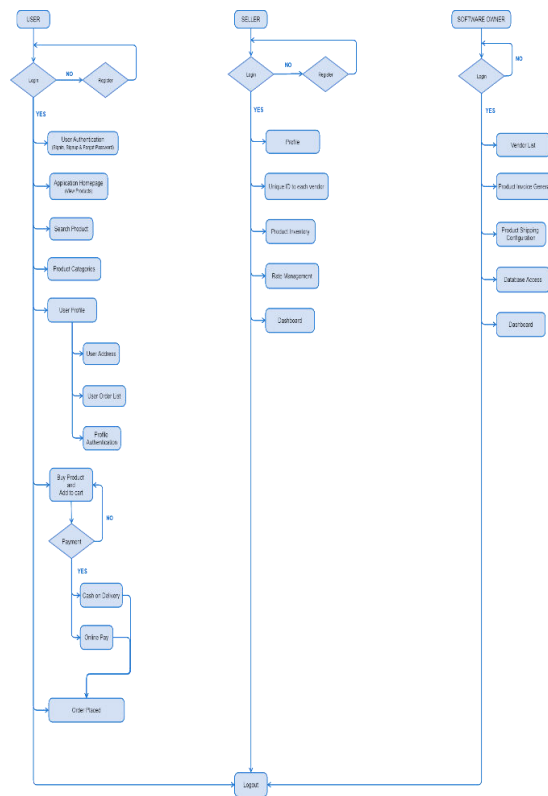 USER
SELLER
SOFTWARE OWNER
Login
NO
Register
Login
NO
Register
Login
NO
YES
YES
YES
User Authentication
(Signin, Signup & Forgot Password)
Application Homepage
(View Products)
Search Product
Product Categories
User Profile
User Address
User Order List
Profile
Authentication
Buy Product
and
Add to cart
NO
Payment
YES
Cash on Delivery
Online Pay
Order Placed
Profile
Unique ID to each vendor
Product Inventory
Rate Management
Dashboard
Vendor List
Product Invoice Genera
Product Shipping
Configuration
Database Access
Dashboard
Logout